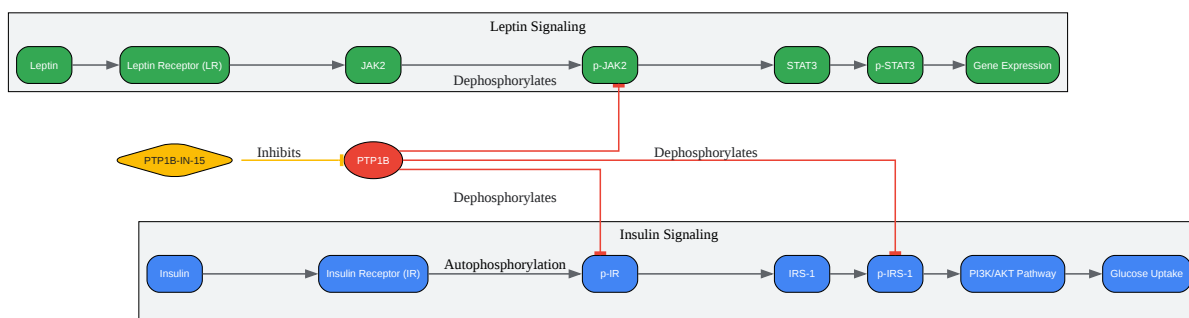 Leptin Signaling
Leptin
Leptin Receptor (LR)
JAK2
p-JAK2
STAT3
p-STAT3
Gene Expression
Dephosphorylates
PTP1B-IN-15
Inhibits
PTP1B
Dephosphorylates
Dephosphorylates
Insulin Signaling
Insulin
Insulin Receptor (IR)
Autophosphorylation
p-IR
IRS-1
p-IRS-1
PI3K/AKT Pathway
Glucose Uptake